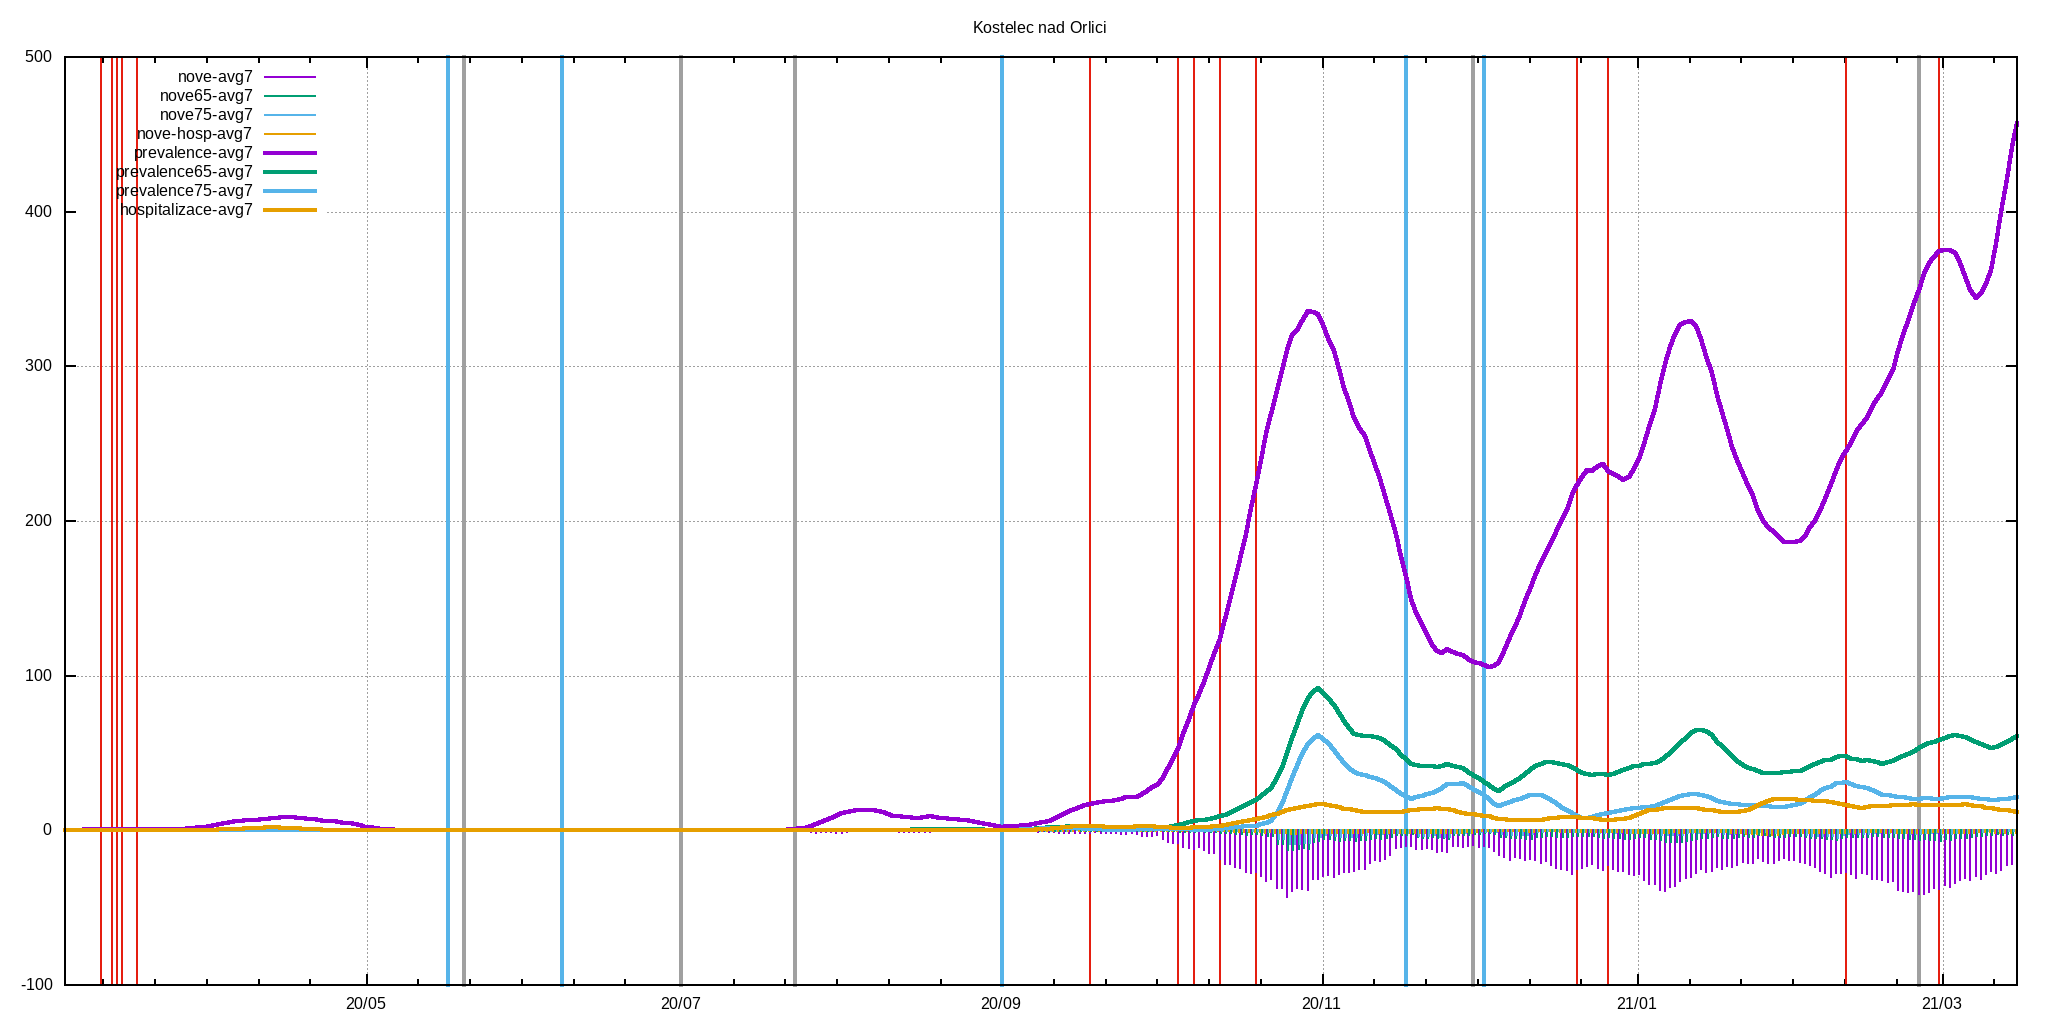 Kostelec nad Orlici
500
400
300
200
100
0
-100
nove-avg7
nove65-avg7
nove75-avg7
nove-hosp-avg7
prevalence-avg7
prevalence65-avg7
prevalence75-avg7
hospitalizace-avg7
20/05
20/07
20/09
20/11
21/01
21/03